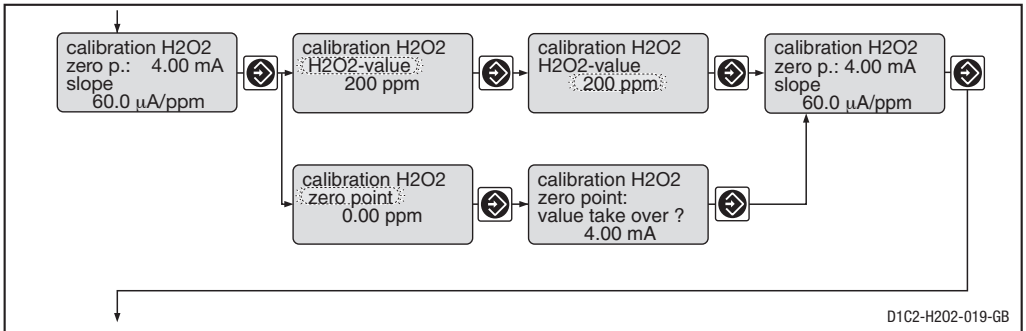 calibration H2O2
zero p.: 4.00 mA
slope
60.0 µA/ppm
calibration H2O2
H2O2-value
200 ppm
calibration H2O2
H2O2-value
200 ppm
calibration H2O2
zero p.: 4.00 mA
slope
60.0 µA/ppm
calibration H2O2
zero point
0.00 ppm
calibration H2O2
zero point:
value take over ?
4.00 mA
D1C2-H202-019-GB